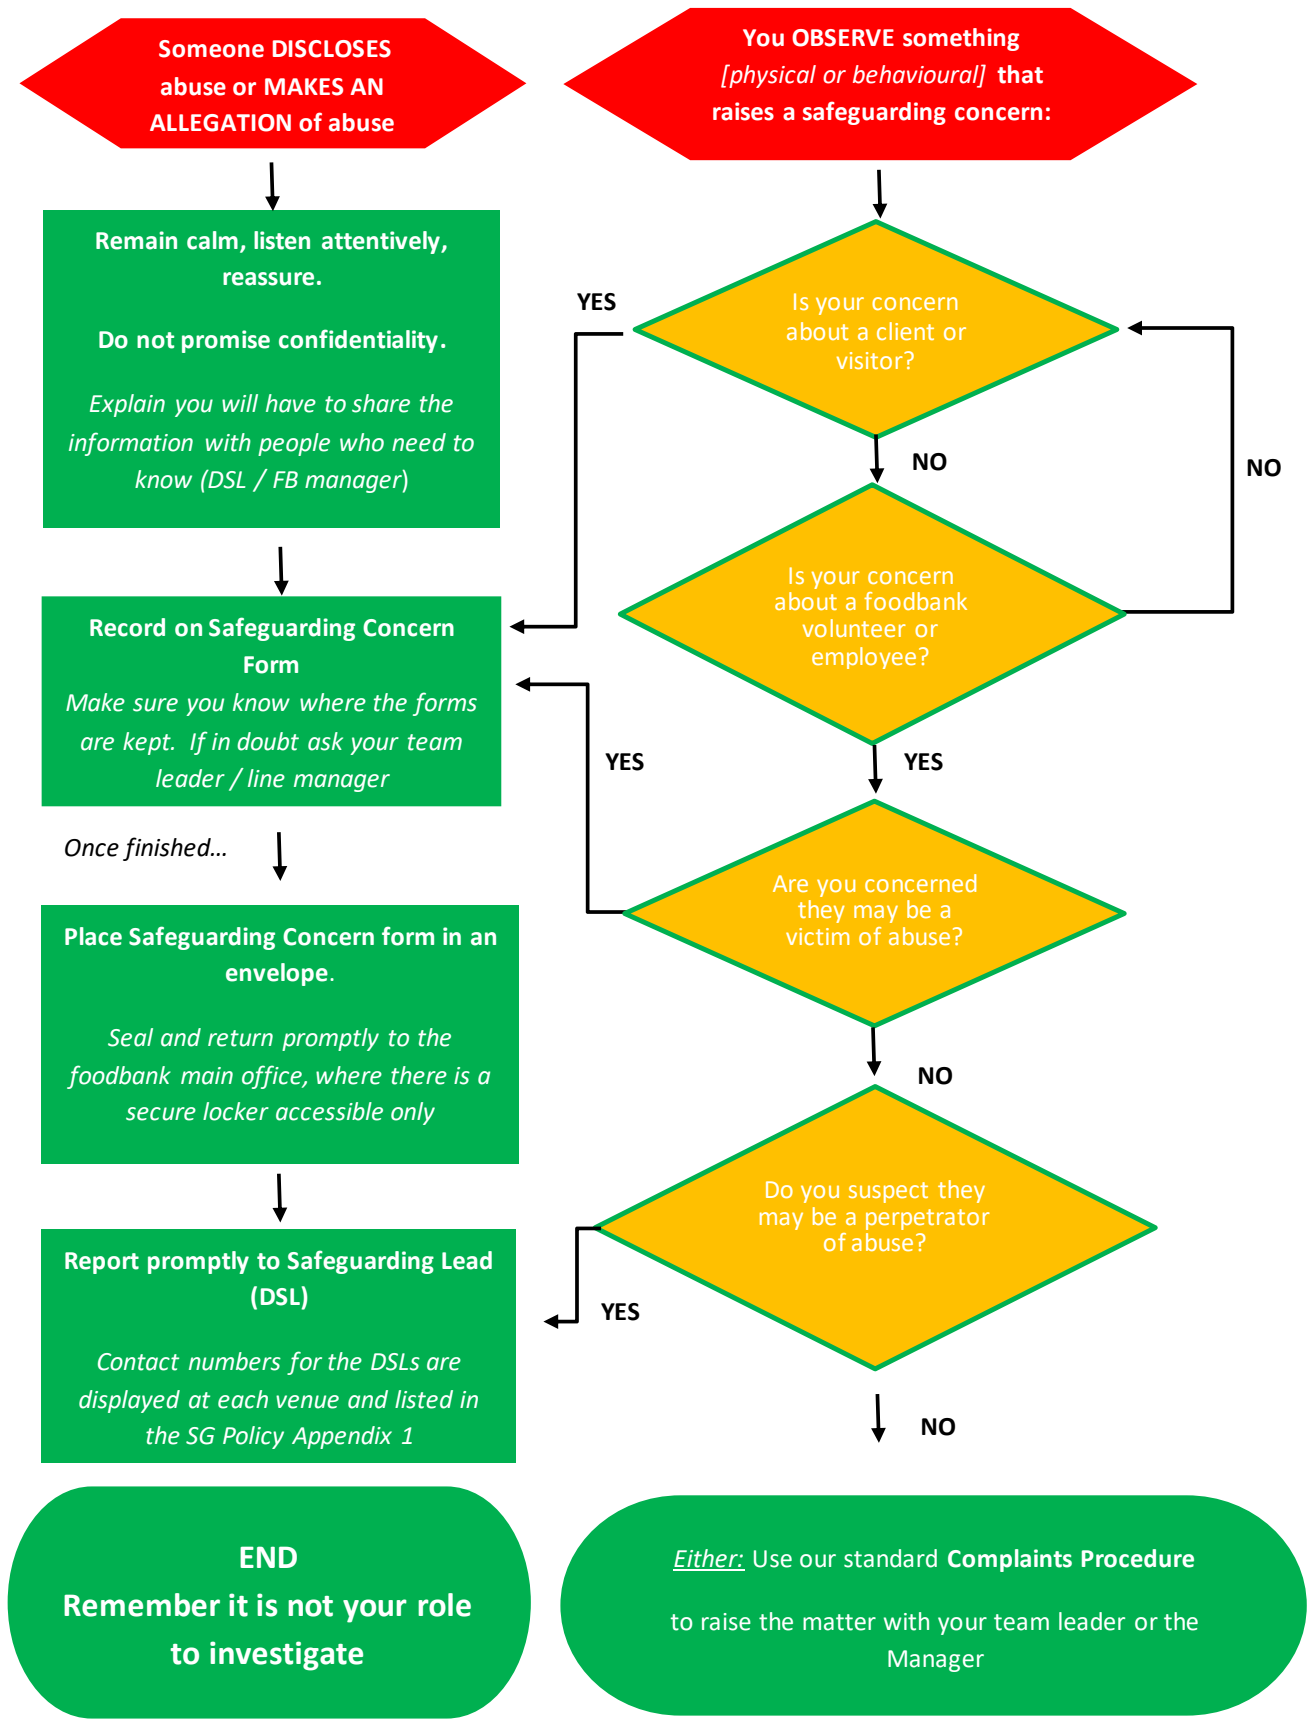 Someone DISCLOSES
abuse or MAKES AN
ALLEGATION of abuse
Remain calm, listen attentively,
reassure.
Do not promise confidentiality.
Explain you will have to share the
information with people who need to
know (DSL / FB manager)
Record on Safeguarding Concern
Form
Make sure you know where the forms
are kept. If in doubt ask your team
leader / line manager
Once finished…
Place Safeguarding Concern form in an
envelope.
Seal and return promptly to the
foodbank main office, where there is a
secure locker accessible only
Report promptly to Safeguarding Lead
(DSL)
Contact numbers for the DSLs are
displayed at each venue and listed in
the SG Policy Appendix 1
END
Remember it is not your role
to investigate
You OBSERVE something
[physical or behavioural] that
raises a safeguarding concern:
Is your concern
about a client or
visitor?
YES
NO
Is your concern
about a foodbank
volunteer or
employee?
NO
YES
Are you concerned
they may be a
victim of abuse?
YES
NO
Do you suspect they
may be a perpetrator
of abuse?
YES
NO
Either: Use our standard Complaints Procedure
to raise the matter with your team leader or the
Manager